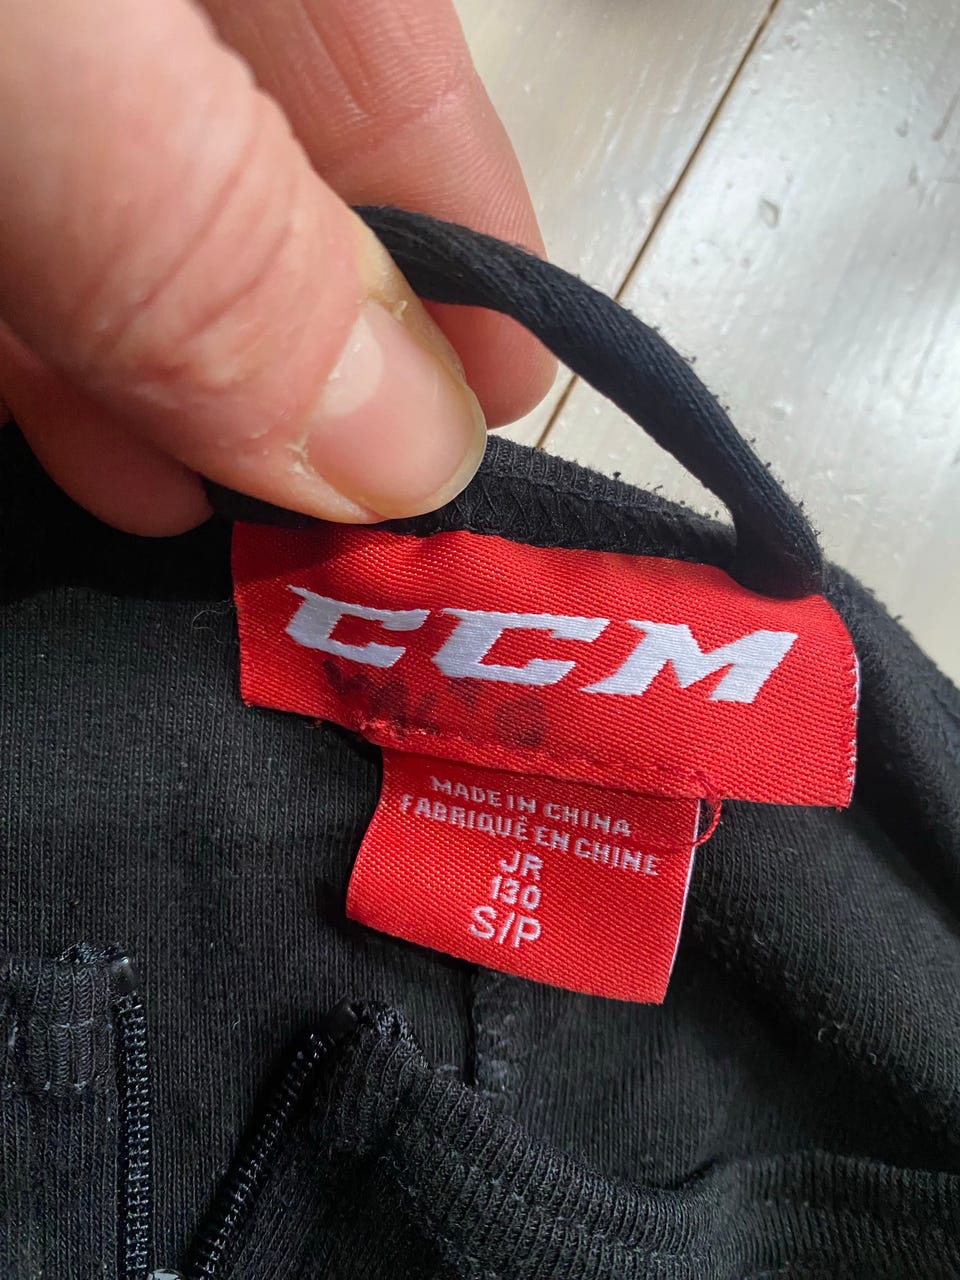 CCM
MADE IN CHINA
FABRIQUÉ EN CHINE
JR
130
S/P